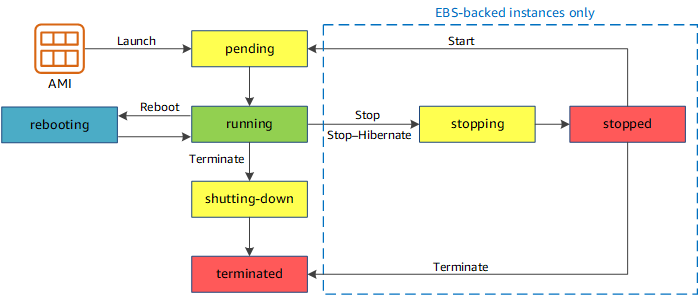 EBS-backed instances only
Launch
pending
Start
AMI
Reboot
rebooting
running
Stop
Stop–Hibernate
stopping
stopped
Terminate
shutting-down
terminated
Terminate